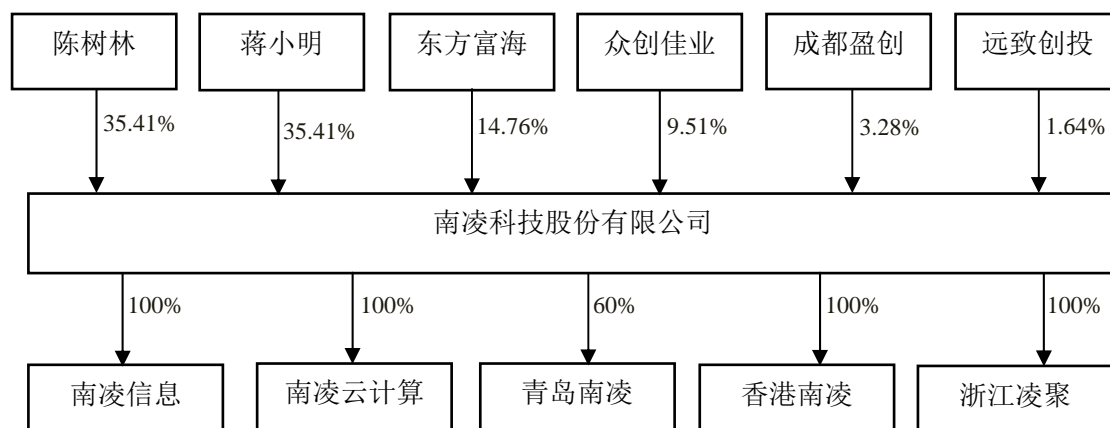 陈树林
蒋小明
东方富海
众创佳业
成都盈创
远致创投
35.41%
35.41%
14.76%
9.51%
3.28%
1.64%
南凌科技股份有限公司
100%
100%
60%
100%
100%
南凌信息
南凌云计算
青岛南凌
香港南凌
浙江凌聚